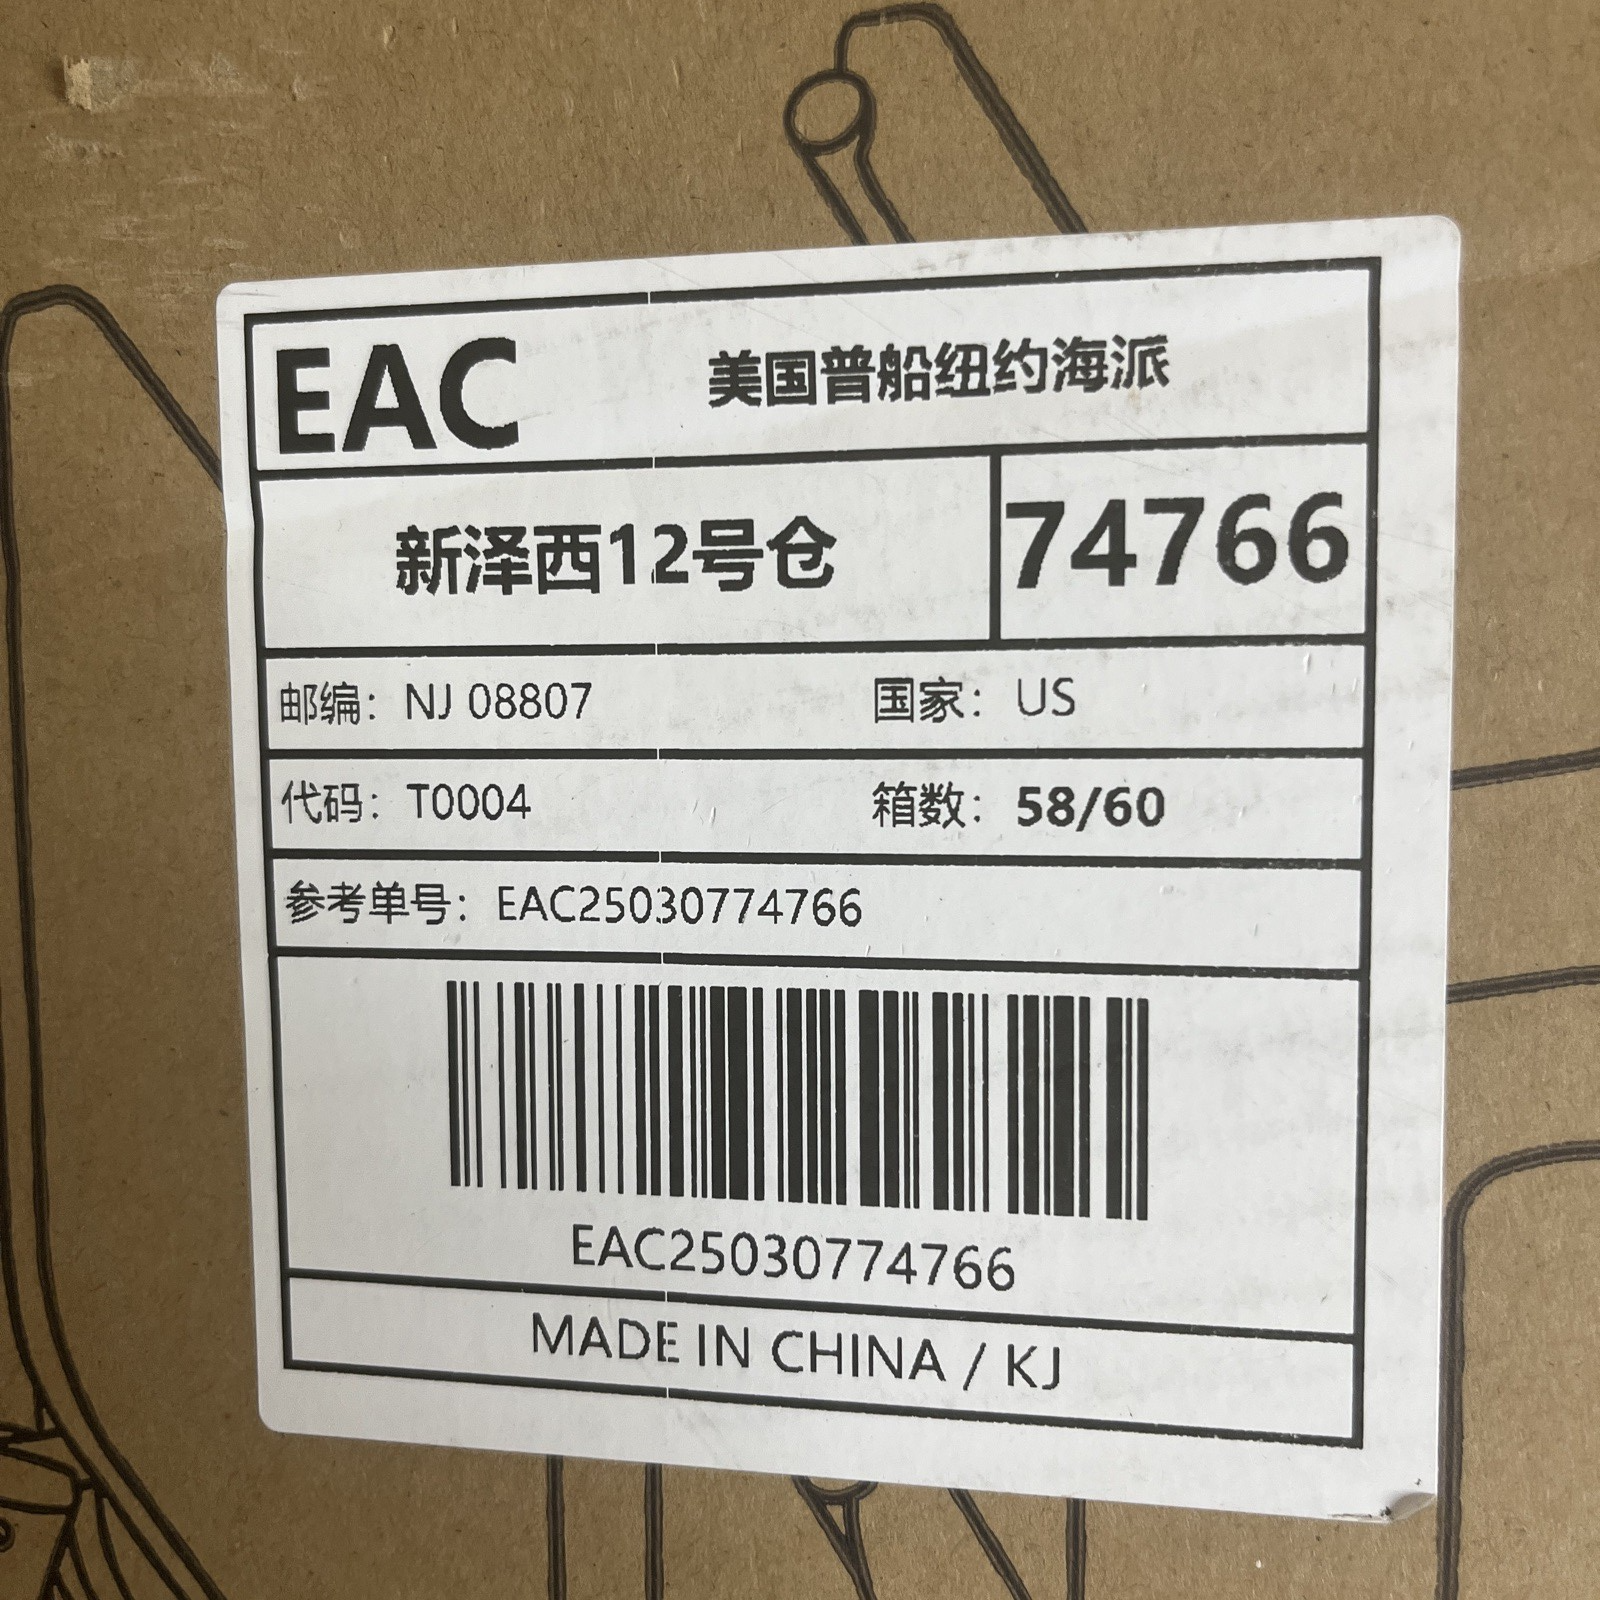 EAC 美国普船纽约海派
新泽西12号仓 74766
邮编: NJ 08807 国家: US
代码: T0004 箱数: 58/60
参考单号: EAC25030774766
EAC25030774766
MADE IN CHINA / KJ